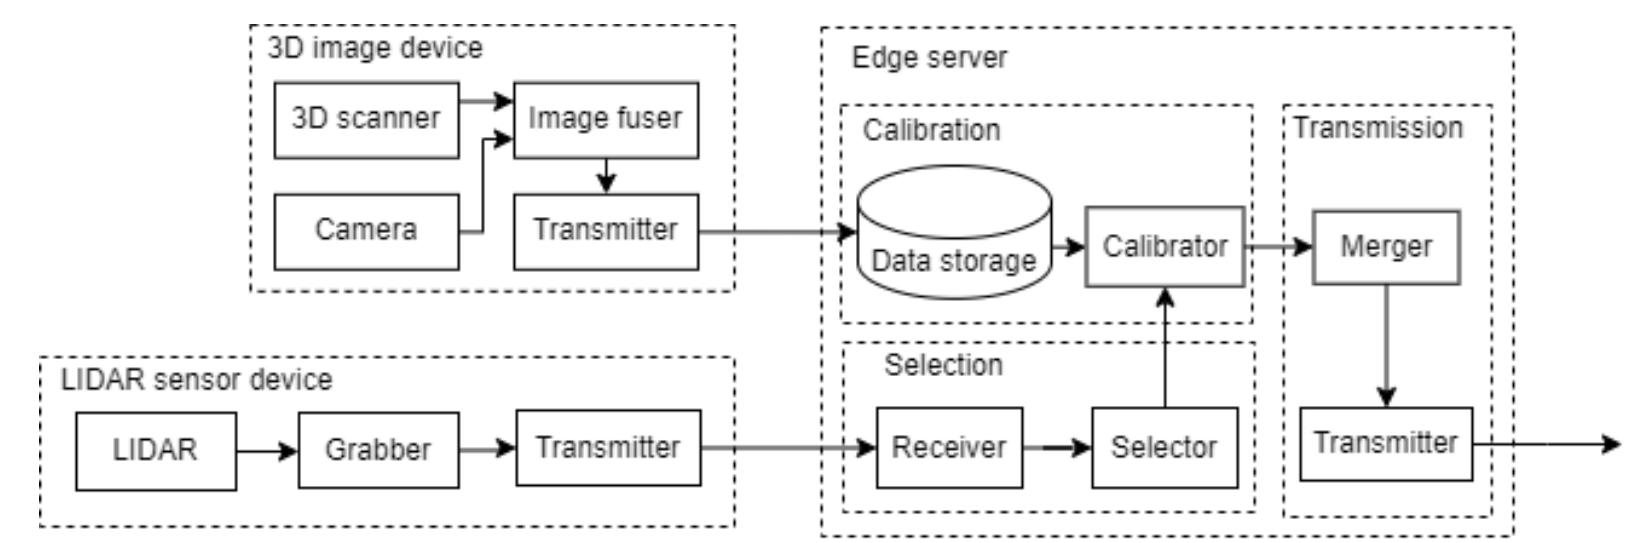 3D image device
3D scanner
Image fuser
Camera
Transmitter
LIDAR sensor device
LIDAR
Grabber
Transmitter
Edge server
Calibration
Data storage
Calibrator
Selection
Receiver
Selector
Transmission
Merger
Transmitter